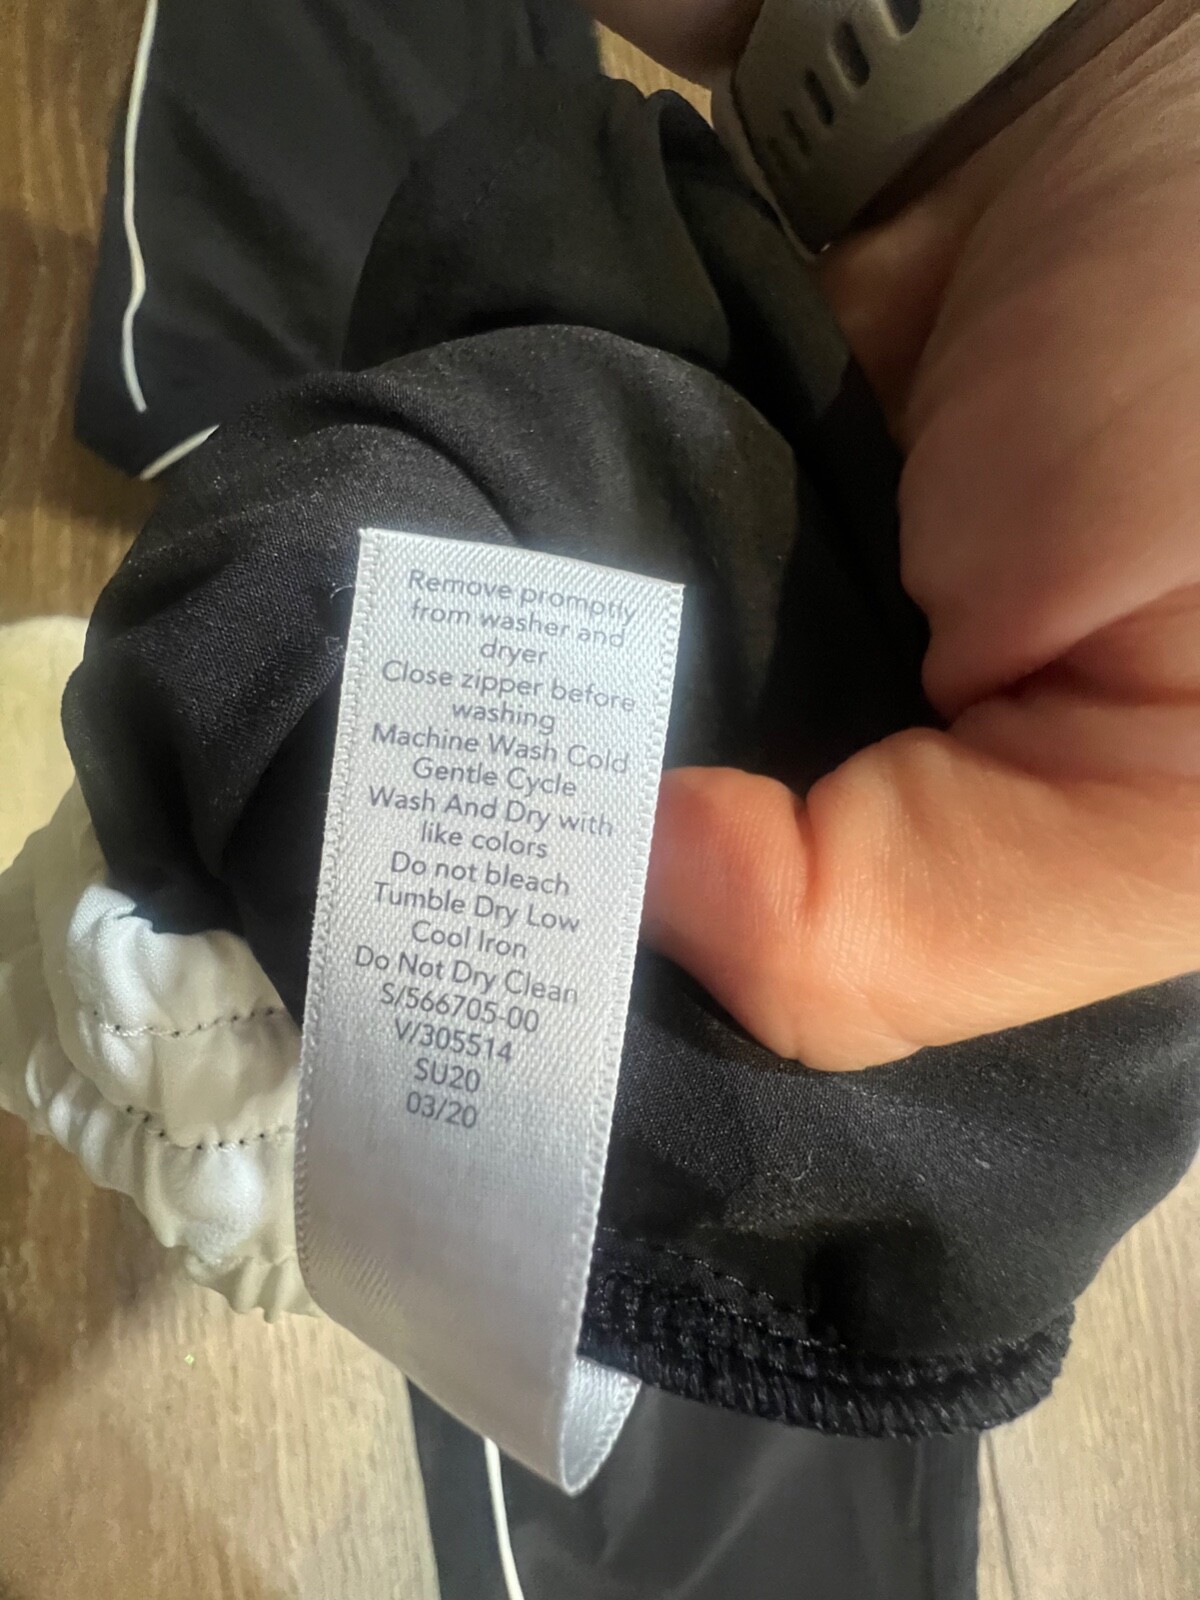 Remove promptly
from washer and
dryer
Close zipper before
washing
Machine Wash Cold
Gentle Cycle
Wash And Dry with
like colors
Do not bleach
Tumble Dry Low
Cool Iron
Do Not Dry Clean
S/566705-00
V/305514
SU20
03/20